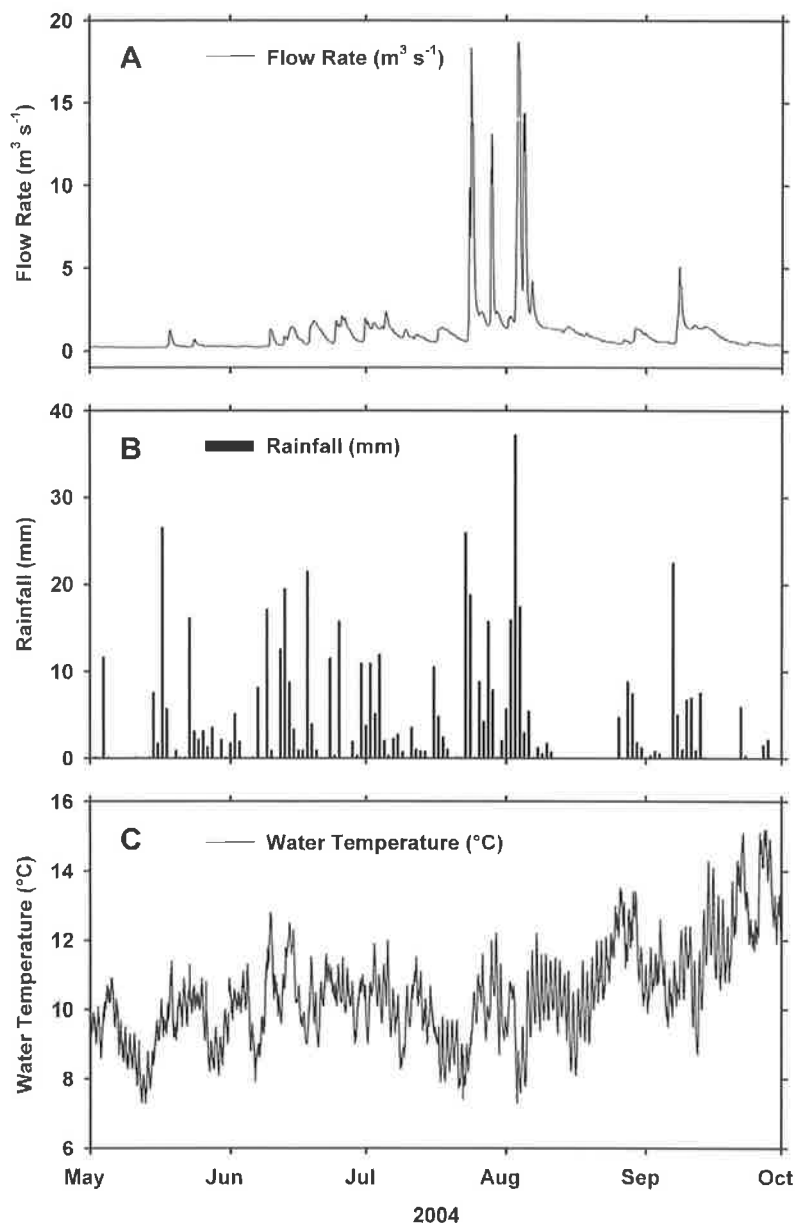 20
A
Flow Rate (m³ s⁻¹)
15
Flow Rate (m³ s⁻¹)
10
5
0
40
B
Rainfall (mm)
30
Rainfall (mm)
20
10
0
16
C
Water Temperature (°C)
14
Water Temperature (°C)
12
10
8
6
May Jun Jul Aug Sep Oct
2004